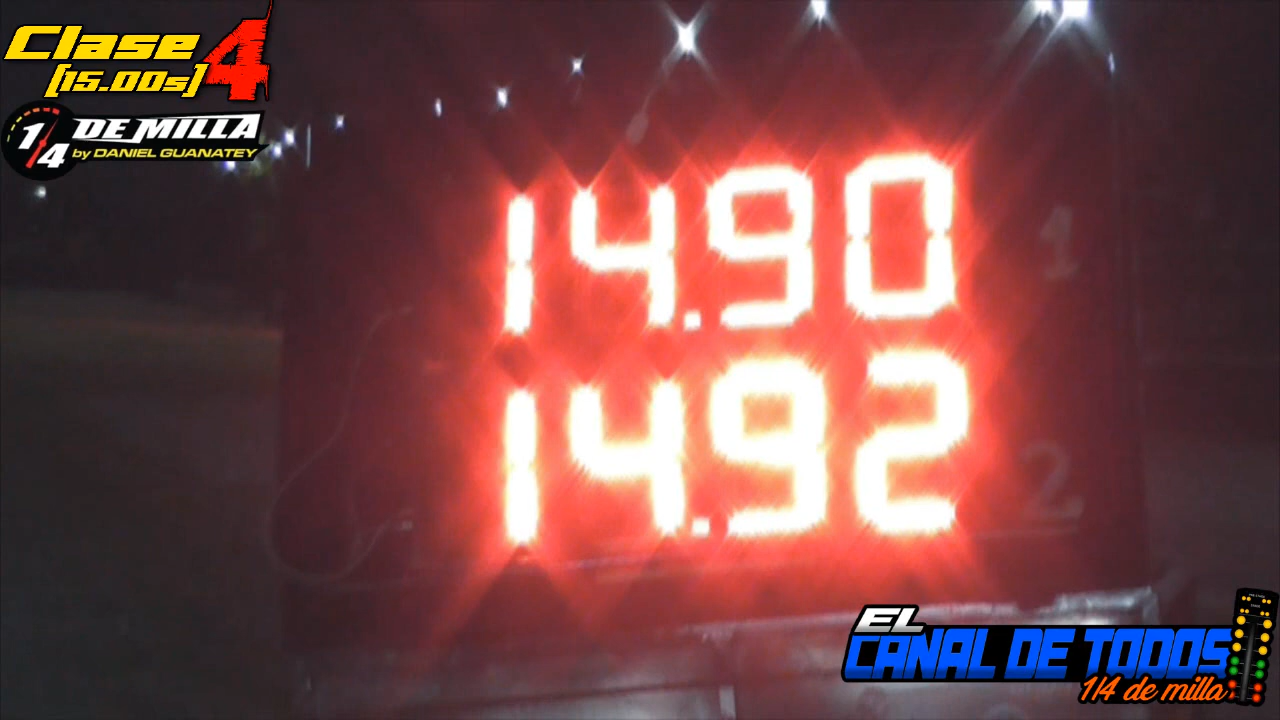 Clase 4
[15.00s]
1/4 DE MILLA
by DANIEL GUANATEY
14.90
1
14.92
2
EL
CANAL DE TODOS
1/4 de milla